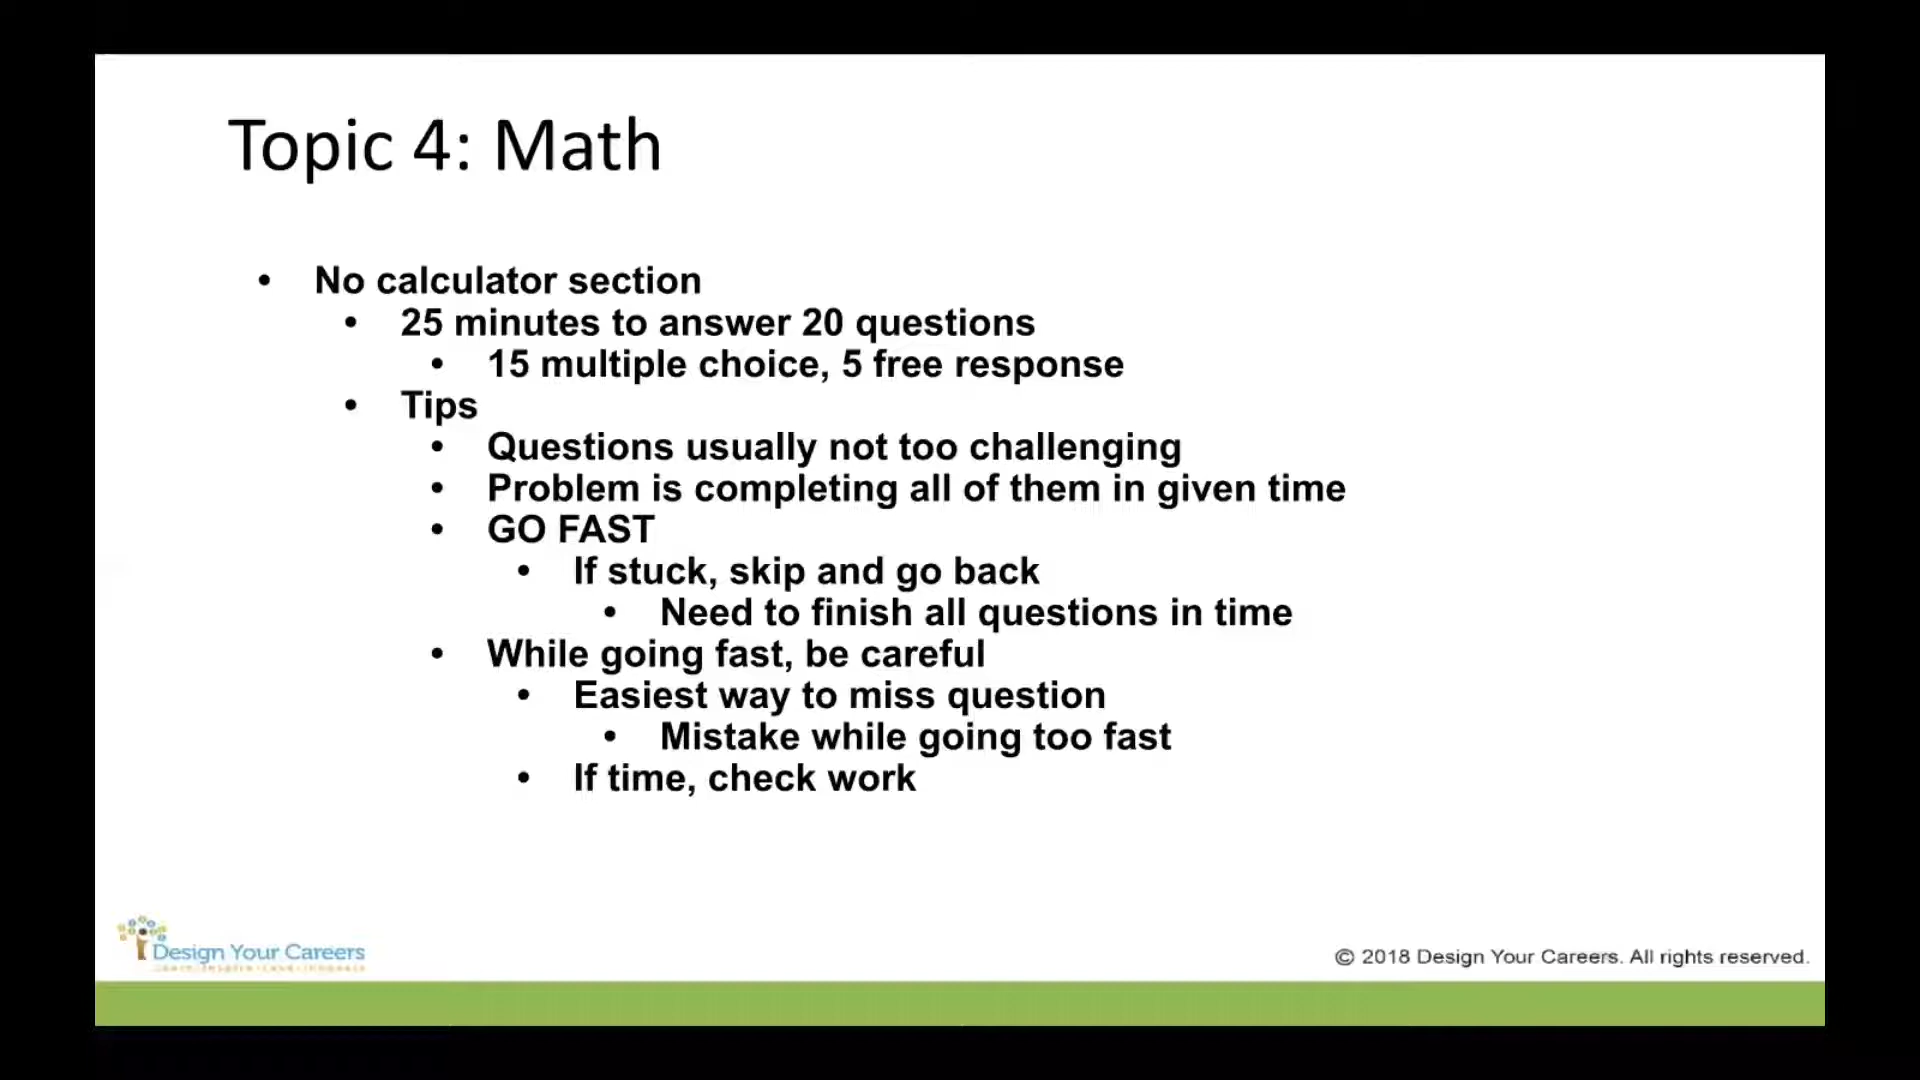 Topic 4: Math
• No calculator section
• 25 minutes to answer 20 questions
• 15 multiple choice, 5 free response
• Tips
• Questions usually not too challenging
• Problem is completing all of them in given time
• GO FAST
• If stuck, skip and go back
• Need to finish all questions in time
• While going fast, be careful
• Easiest way to miss question
• Mistake while going too fast
• If time, check work
Design Your Careers
© 2018 Design Your Careers. All rights reserved.